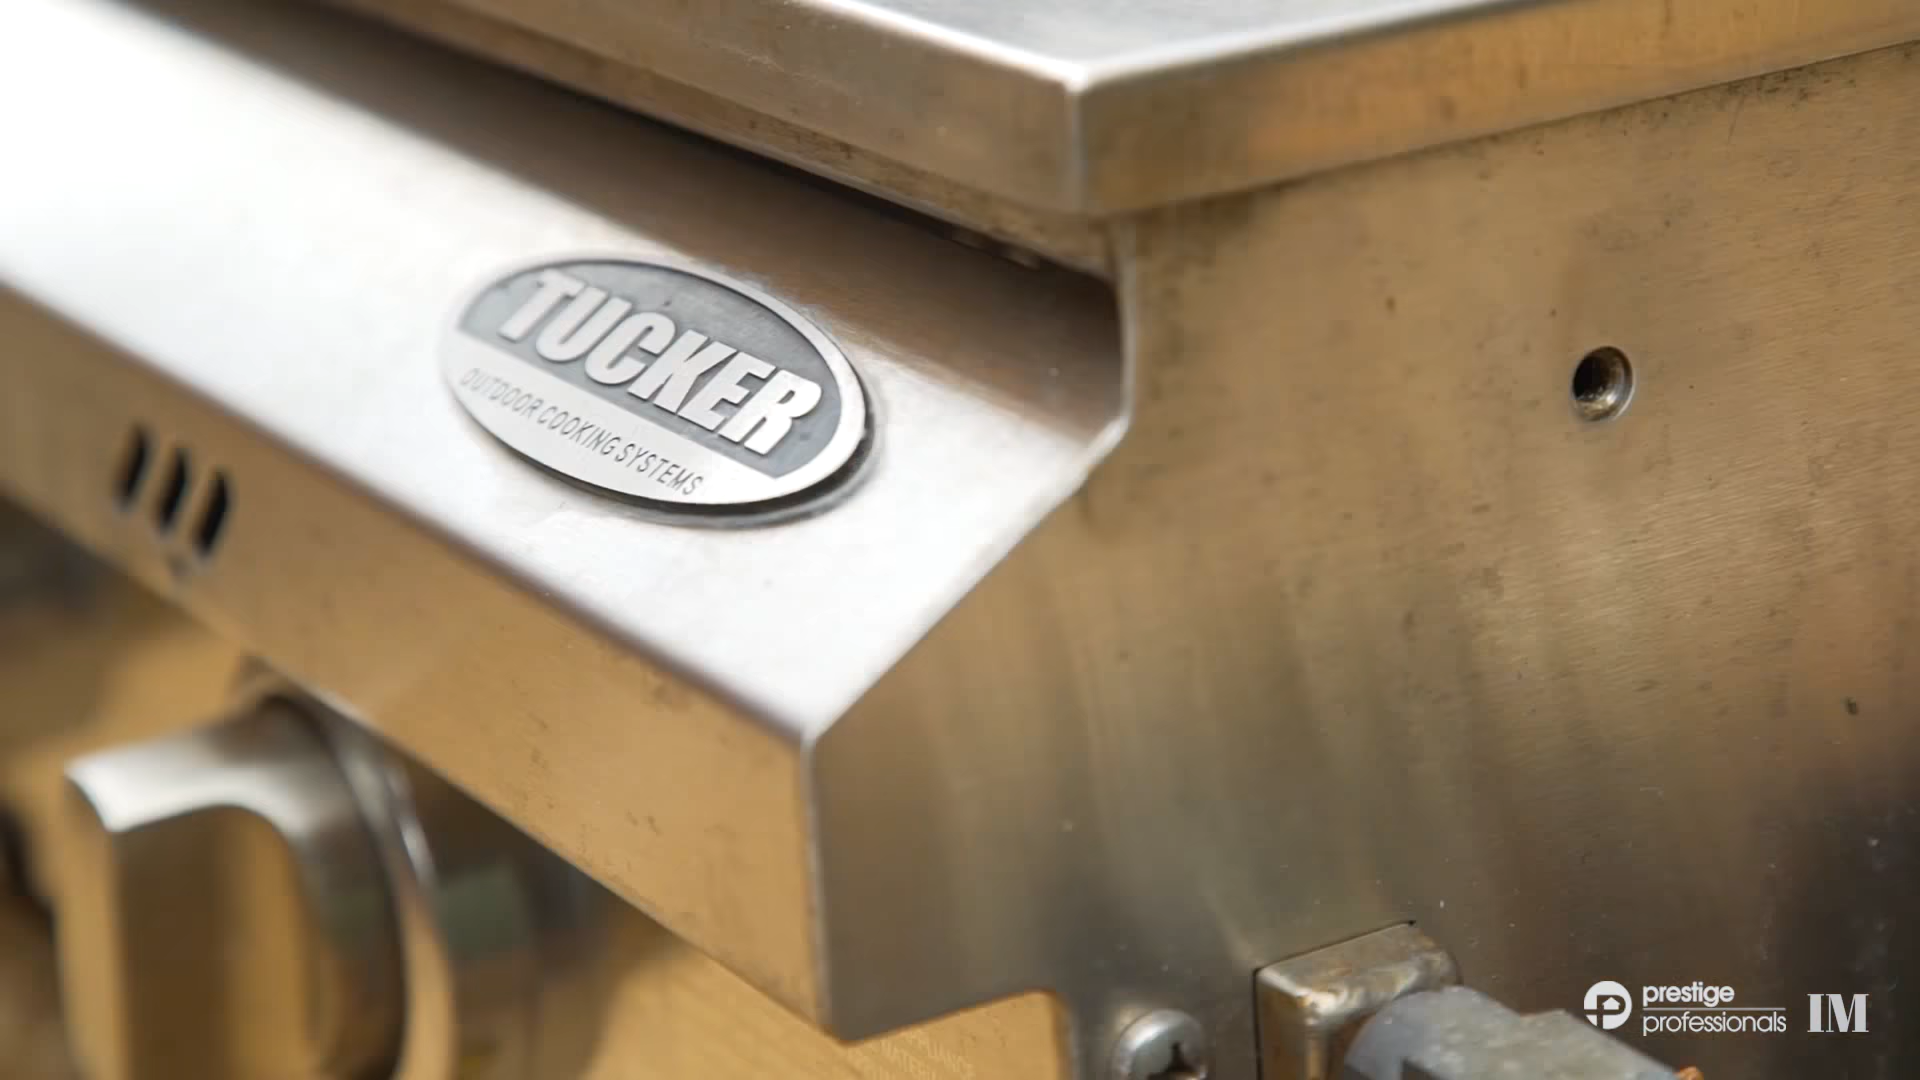 TUCKER
OUTDOOR COOKING SYSTEMS
prestige
professionals
IM